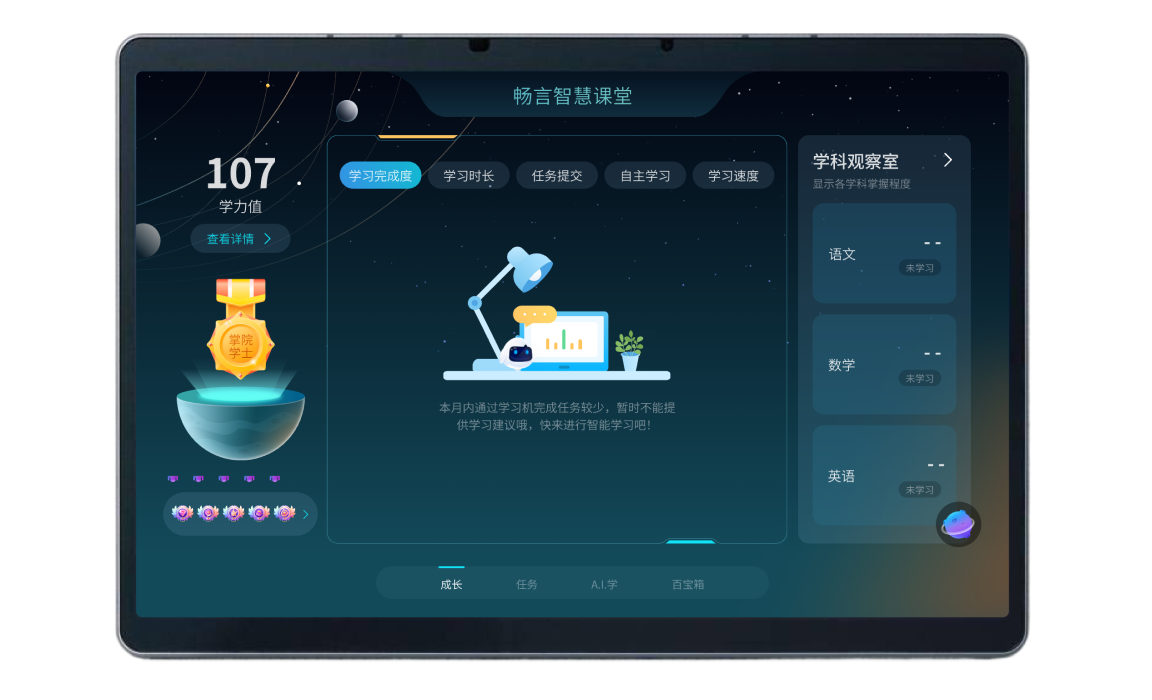 畅言智慧课堂
107
学力值
查看详情
掌院
学士
学习完成度
学习时长
任务提交
自主学习
学习速度
本月内通过学习机完成任务较少，暂时不能提
供学习建议哦，快来进行智能学习吧！
学科观察室
显示各学科掌握程度
语文
--
未学习
数学
--
未学习
英语
--
未学习
成长
任务
A.I.学
百宝箱